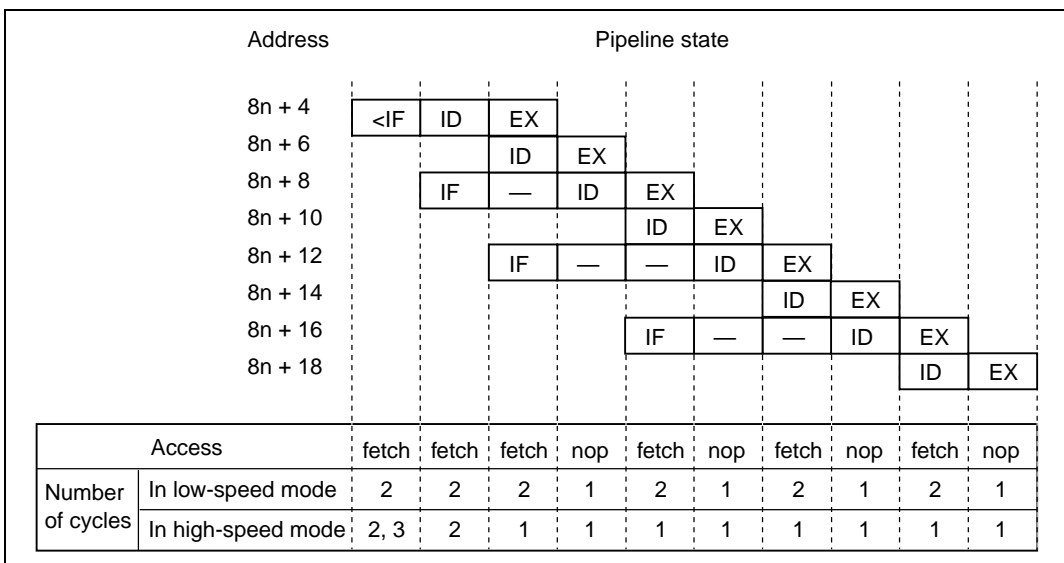 Address Pipeline state
8n + 4 <IF ID EX
8n + 6 ID EX
8n + 8 IF — ID EX
8n + 10 ID EX
8n + 12 IF — — ID EX
8n + 14 ID EX
8n + 16 IF — — ID EX
8n + 18 ID EX
Access fetch fetch fetch nop fetch nop fetch nop fetch nop
Number of cycles In low-speed mode 2 2 2 1 2 1 2 1 2 1
In high-speed mode 2, 3 2 1 1 1 1 1 1 1 1